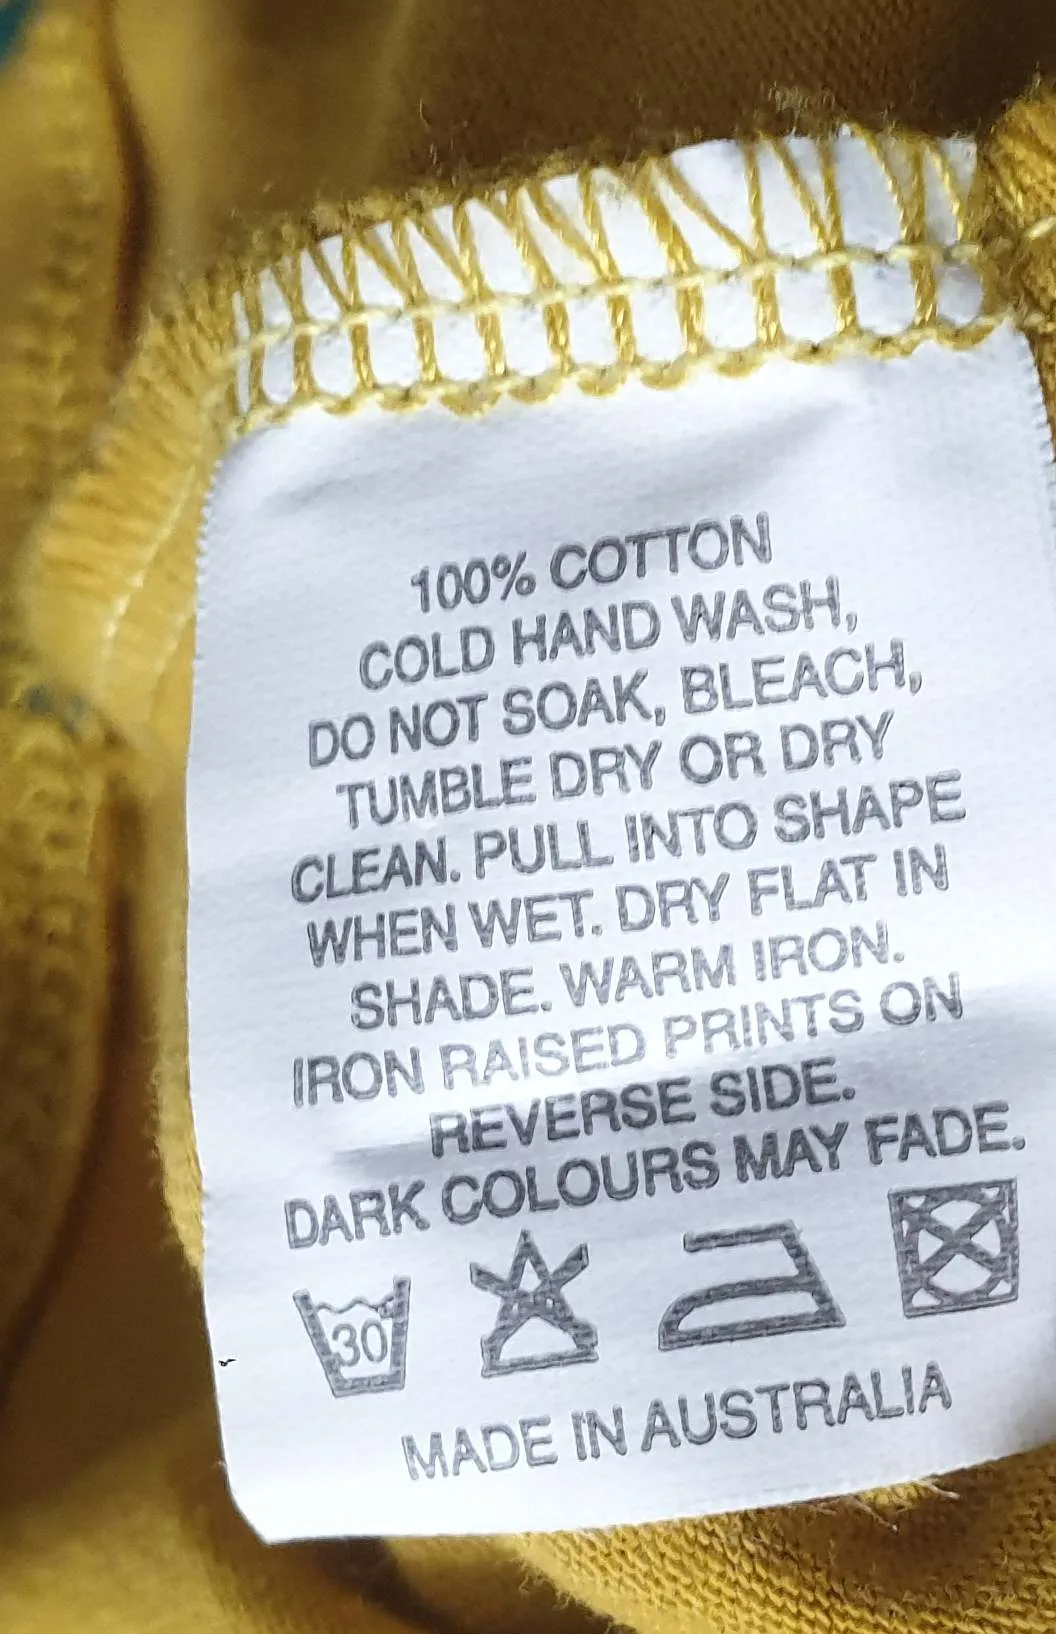 100% COTTON
COLD HAND WASH,
DO NOT SOAK, BLEACH,
TUMBLE DRY OR DRY
CLEAN. PULL INTO SHAPE
WHEN WET. DRY FLAT IN
SHADE. WARM IRON.
IRON RAISED PRINTS ON
REVERSE SIDE.
DARK COLOURS MAY FADE.
30
MADE IN AUSTRALIA